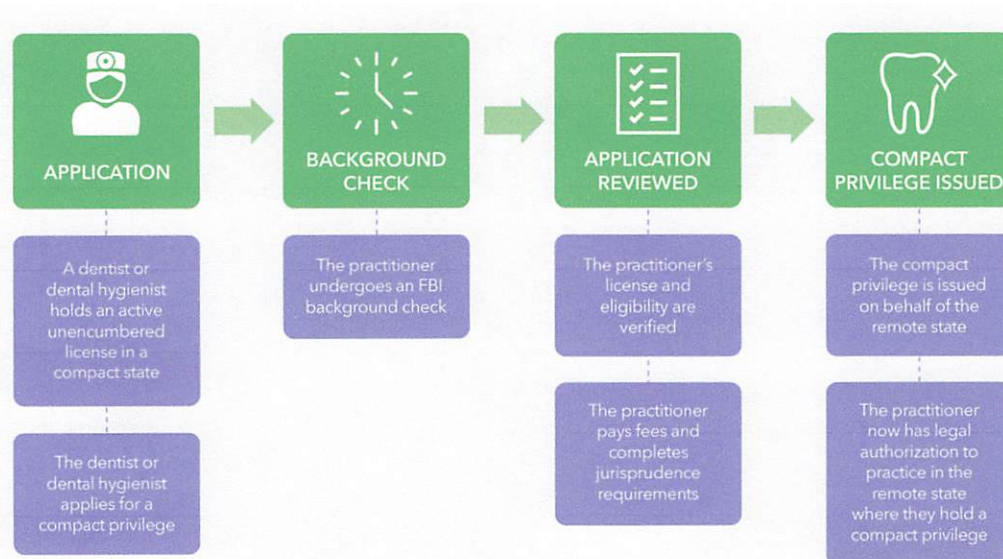 APPLICATION
A dentist or
dental hygienist
holds an active
unencumbered
license in a
compact state
The dentist or
dental hygienist
applies for a
compact privilege
BACKGROUND
CHECK
The practitioner
undergoes an FBI
background check
APPLICATION
REVIEWED
The practitioner's
license and
eligibility are
verified
The practitioner
pays fees and
completes
jurisprudence
requirements
COMPACT
PRIVILEGE ISSUED
The compact
privilege is issued
on behalf of the
remote state
The practitioner
now has legal
authorization to
practice in the
remote state
where they hold a
compact privilege